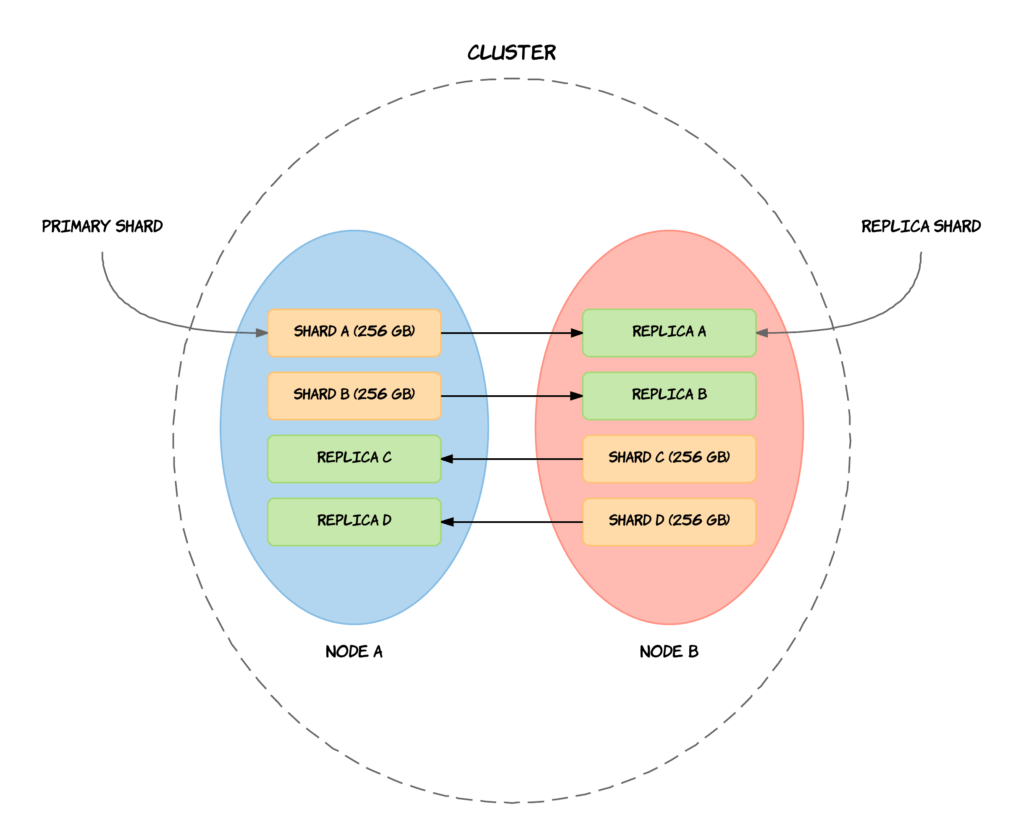 CLUSTER
PRIMARY SHARD
REPLICA SHARD
SHARD A (256 GB)
REPLICA A
SHARD B (256 GB)
REPLICA B
REPLICA C
SHARD C (256 GB)
REPLICA D
SHARD D (256 GB)
NODE A
NODE B